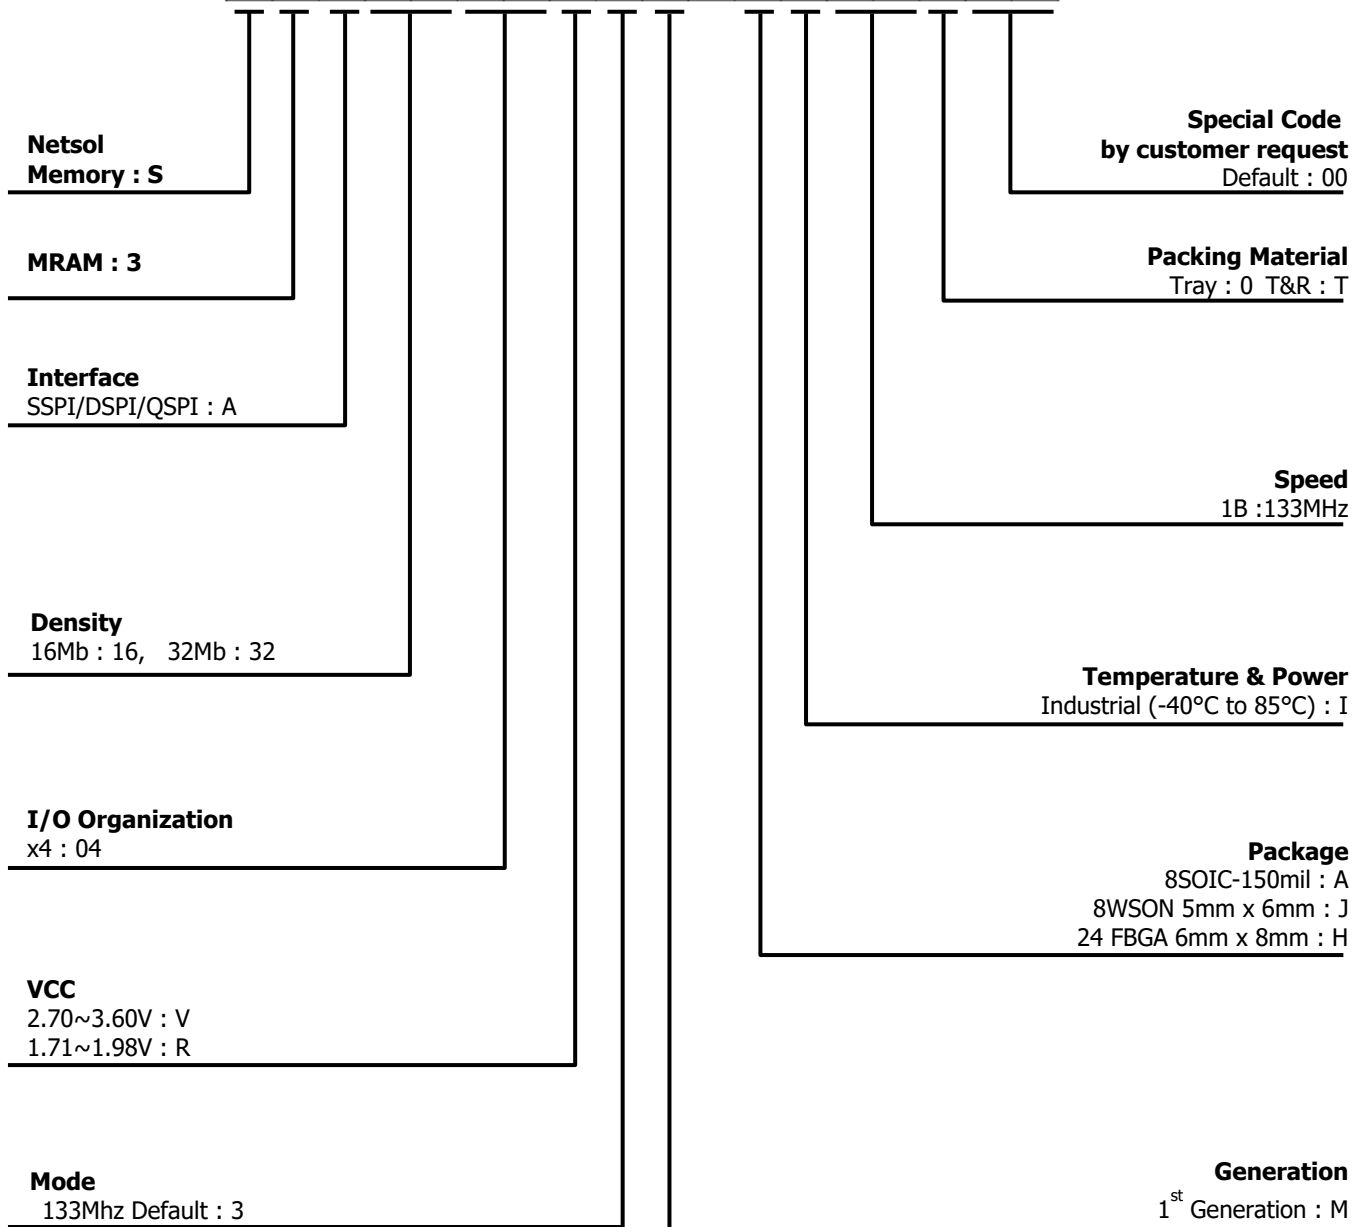 Netsol
Memory : S
MRAM : 3
Interface
SSPI/DSPI/QSPI : A
Density
16Mb : 16, 32Mb : 32
I/O Organization
x4 : 04
VCC
2.70~3.60V : V
1.71~1.98V : R
Mode
133Mhz Default : 3
Special Code
by customer request
Default : 00
Packing Material
Tray : 0 T&R : T
Speed
1B :133MHz
Temperature & Power
Industrial (-40°C to 85°C) : I
Package
8SOIC-150mil : A
8WSON 5mm x 6mm : J
24 FBGA 6mm x 8mm : H
Generation
1st Generation : M